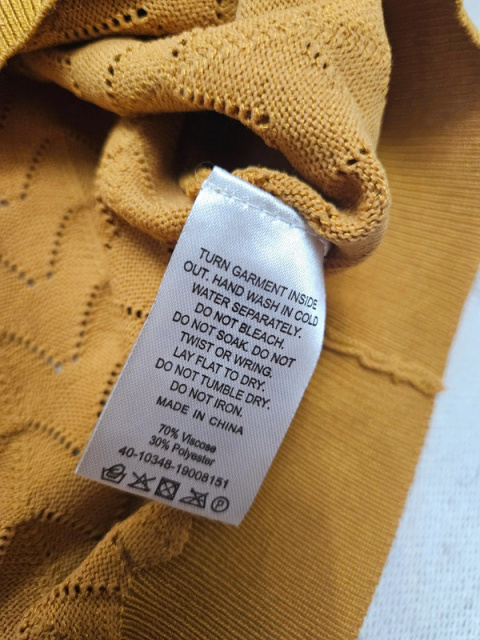 TURN GARMENT INSIDE
OUT. HAND WASH IN COLD
WATER SEPARATELY.
DO NOT BLEACH.
DO NOT SOAK. DO NOT
TWIST OR WRING.
LAY FLAT TO DRY.
DO NOT TUMBLE DRY.
DO NOT IRON.
MADE IN CHINA
70% Viscose
30% Polyester
40-10348-19008151
P